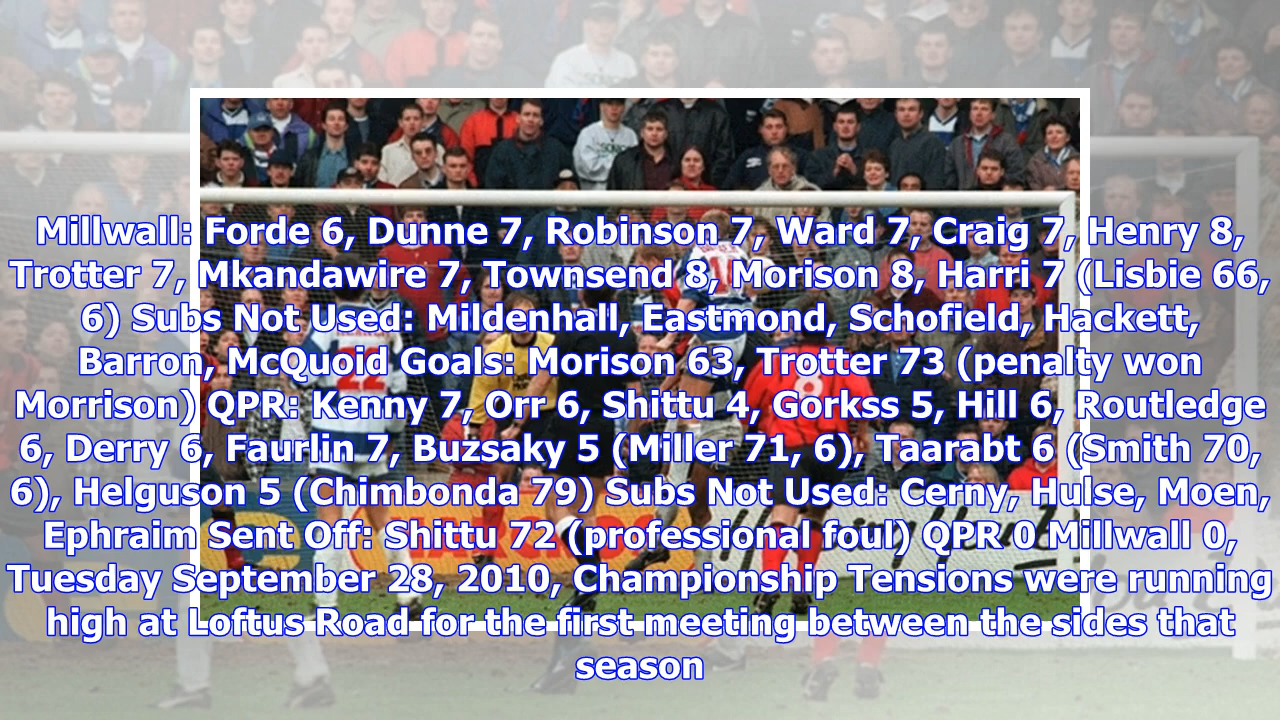 Millwall: Forde 6, Dunne 7, Robinson 7, Ward 7, Craig 7, Henry 8,
Trotter 7, Mkandawire 7, Townsend 8, Morison 8, Harri 7 (Lisbie 66,
6) Subs Not Used: Mildenhall, Eastmond, Schofield, Hackett,
Barron, McQuoid Goals: Morison 63, Trotter 73 (penalty won
Morrison) QPR: Kenny 7, Orr 6, Shittu 4, Gorkss 5, Hill 6, Routledge
6, Derry 6, Faurlin 7, Buzsaky 5 (Miller 71, 6), Taarabt 6 (Smith 70,
6), Helguson 5 (Chimbonda 79) Subs Not Used: Cerny, Hulse, Moen,
Ephraim Sent Off: Shittu 72 (professional foul) QPR 0 Millwall 0,
Tuesday September 28, 2010, Championship Tensions were running
high at Loftus Road for the first meeting between the sides that
season
22
8